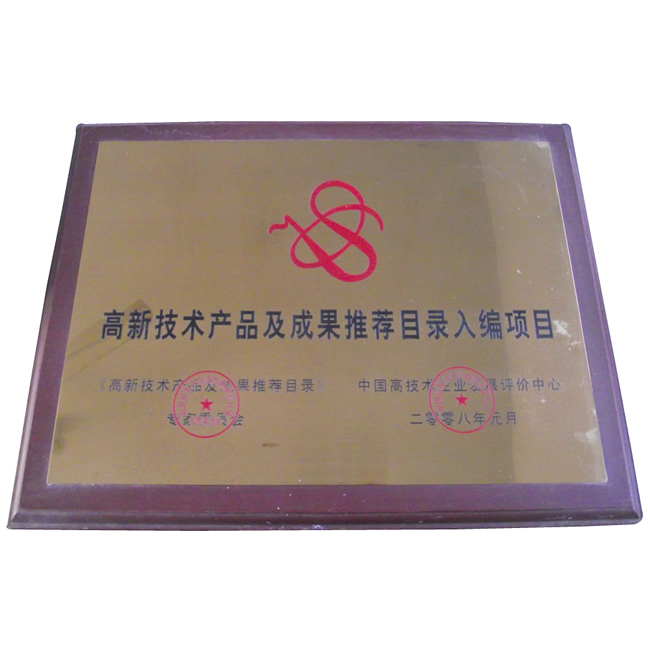 高新技术产品及成果推荐目录入编项目
《高新技术产品及成果推荐目录》 中国高技术企业发展评价中心
专家委员会 二零零八年元月